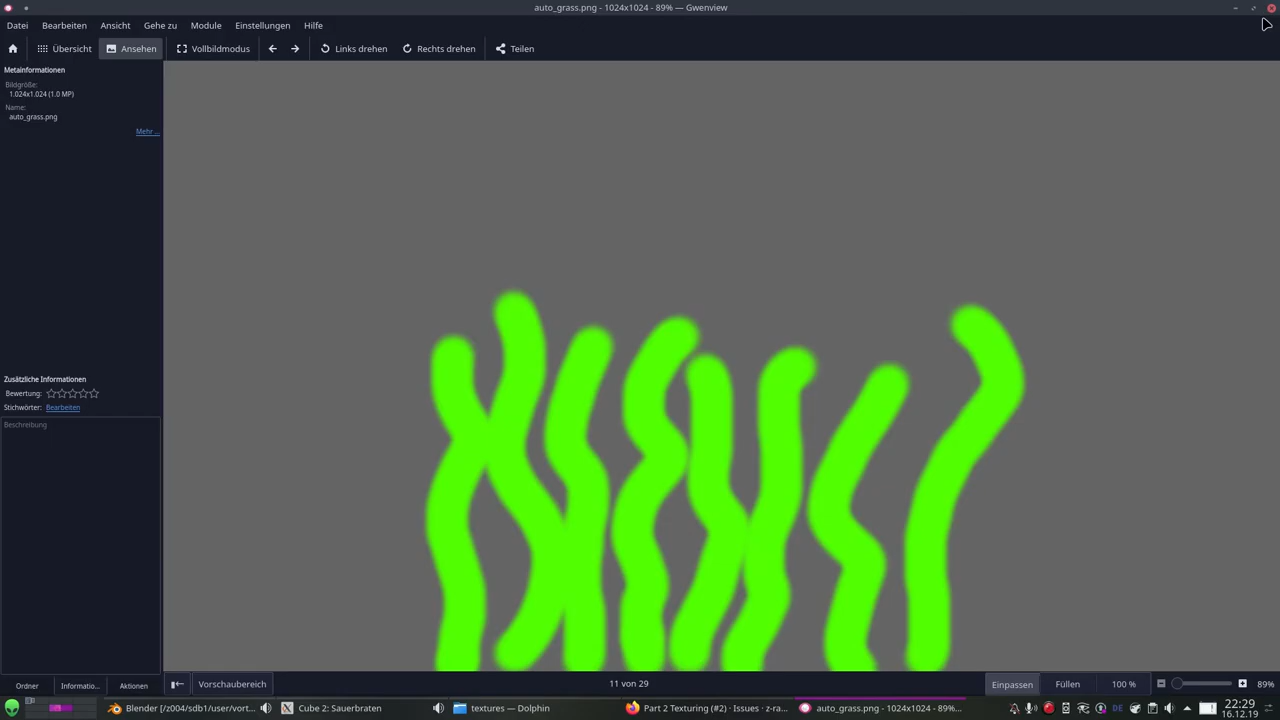 auto_grass.png - 1024x1024 - 89% — Gwenview
Datei Bearbeiten Ansicht Gehe zu Module Einstellungen Hilfe
Übersicht Ansehen Vollbildmodus Links drehen Rechts drehen Teilen
Metainformationen
Bildgröße:
1.024x1.024 (1.0 MP)
Name:
auto_grass.png
Mehr ...
Zusätzliche Informationen
Bewertung:
Stichwörter: Bearbeiten
Beschreibung
Ordner Informatio... Aktionen
Vorschaubereich 11 von 29 Einpassen Füllen 100 % 89%
Blender [/z004/sdb1/user/vort... Cube 2: Sauerbraten textures — Dolphin Part 2 Texturing (#2) · Issues · z-ra... auto_grass.png - 1024x1024 - 89%... DE 22:29
16.12.19